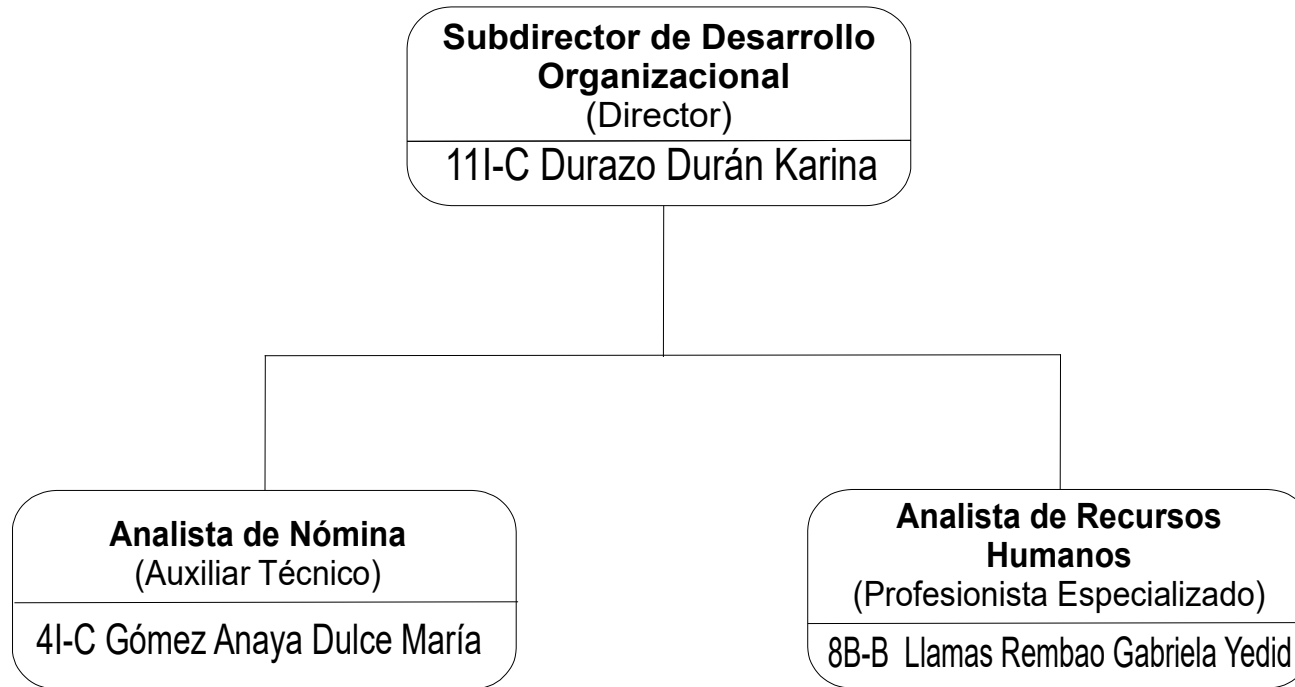 Subdirector de Desarrollo
Organizacional
(Director)
11I-C Durazo Durán Karina
Analista de Nómina
(Auxiliar Técnico)
4I-C Gómez Anaya Dulce María
Analista de Recursos
Humanos
(Profesionista Especializado)
8B-B Llamas Rembao Gabriela Yedid